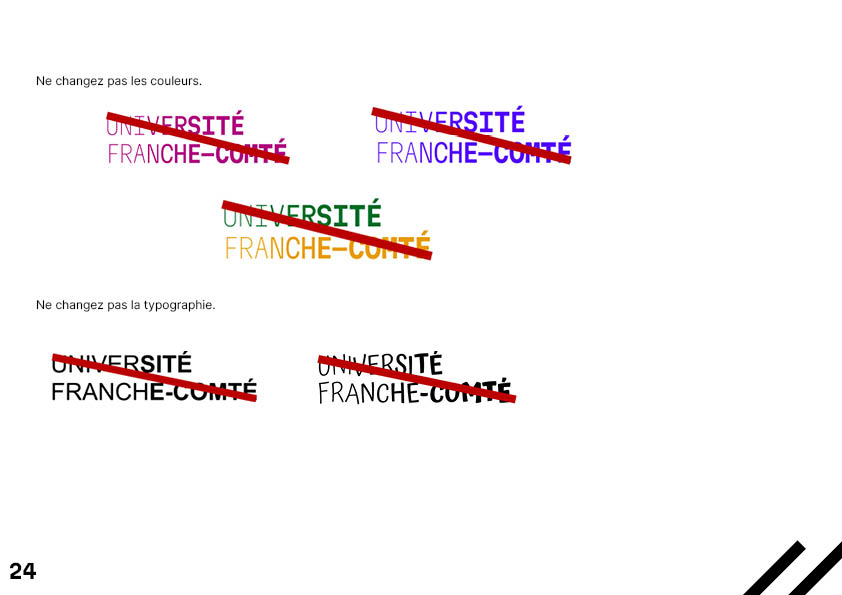 Ne changez pas les couleurs.
UNIVERSITÉ
FRANCHE–COMTÉ
UNIVERSITÉ
FRANCHE–COMTÉ
UNIVERSITÉ
FRANCHE–COMTÉ
Ne changez pas la typographie.
UNIVERSITÉ
FRANCHE-COMTÉ
UNIVERSITÉ
FRANCHE-COMTÉ
24